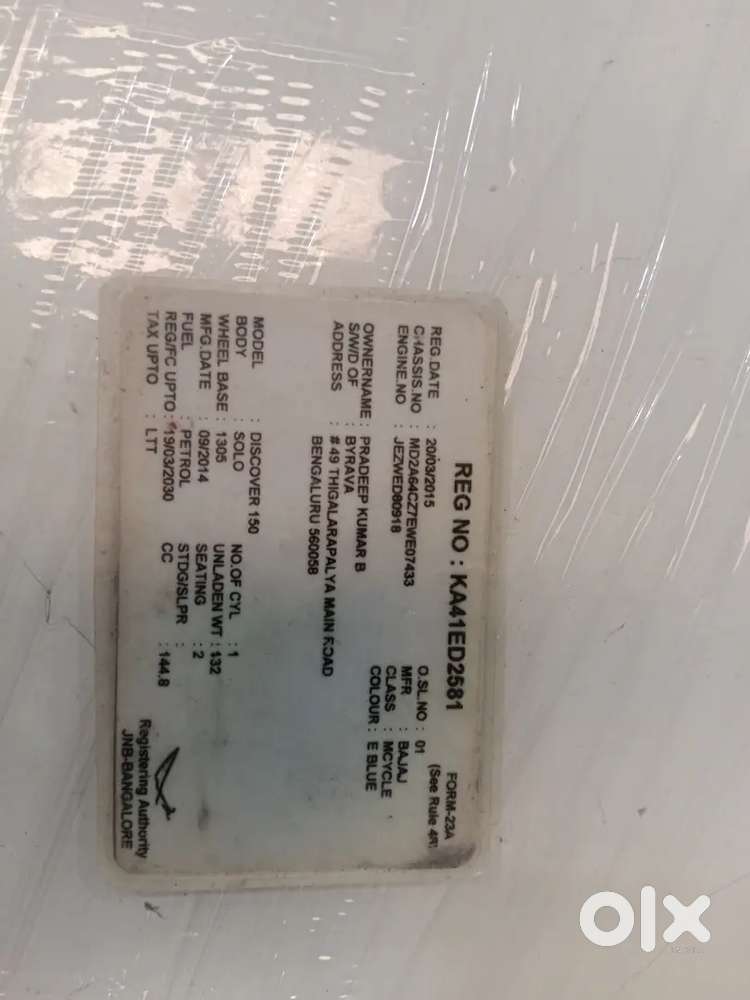 FORM-23A
(See Rule 48)
REG NO : KA41ED2581
REG.DATE : 20/03/2015 O.SL.NO : 01
CHASSIS.NO : MD2A64CZ7EWE07433 MFR : BAJAJ
ENGINE.NO : JEZWED80918 CLASS : MCYCLE
COLOUR : E BLUE
OWNERNAME : PRADEEP KUMAR B
S/W/D OF : BYRAVA
ADDRESS : # 49 THIGALARAPALYA MAIN ROAD
BENGALURU 560058
MODEL : DISCOVER 150
BODY : SOLO NO.OF CYL : 1
WHEEL BASE : 1305 UNLADEN WT : 132
MFG.DATE : 09/2014 SEATING : 2
FUEL : PETROL STDG/SLPR :
REG/FC UPTO : 19/03/2030 CC : 144.8
TAX UPTO : LTT
Registering Authority
JNB-BANGALORE
olx